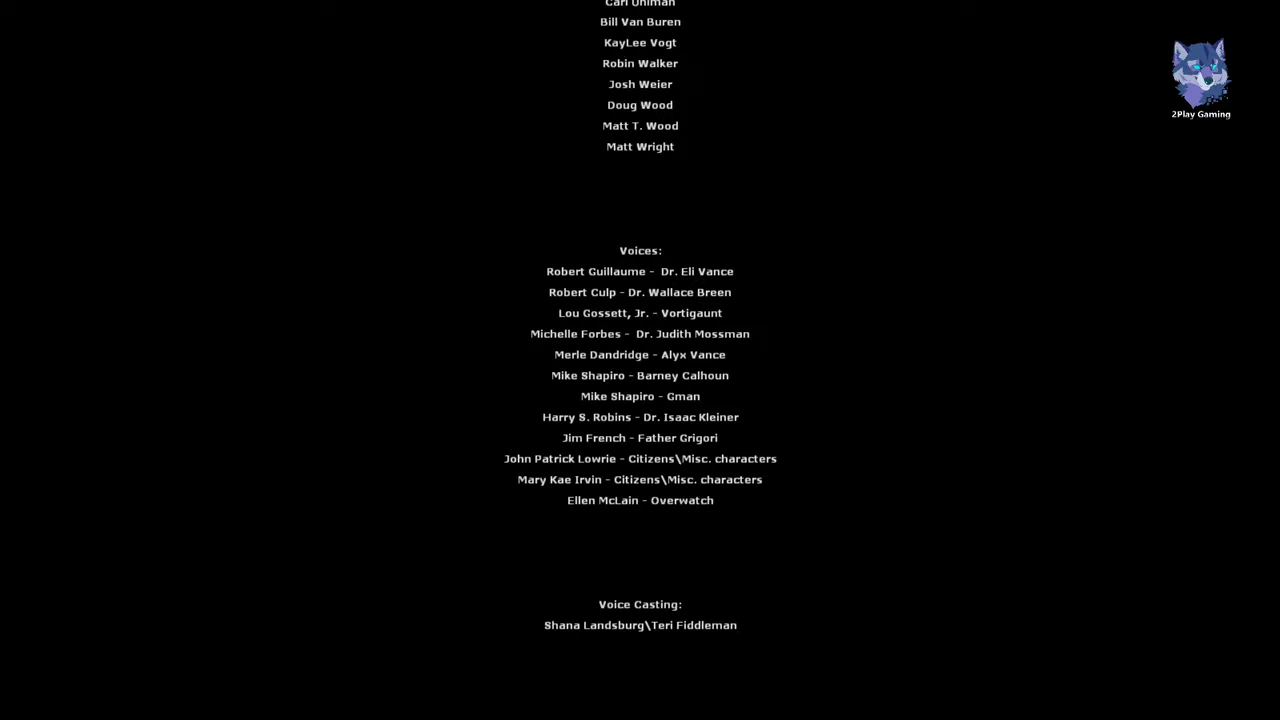 Carl Uhlman
Bill Van Buren
KayLee Vogt
Robin Walker
Josh Weier
Doug Wood
Matt T. Wood
Matt Wright
Voices:
Robert Guillaume -  Dr. Eli Vance
Robert Culp - Dr. Wallace Breen
Lou Gossett, Jr. - Vortigaunt
Michelle Forbes -  Dr. Judith Mossman
Merle Dandridge - Alyx Vance
Mike Shapiro - Barney Calhoun
Mike Shapiro - Gman
Harry S. Robins - Dr. Isaac Kleiner
Jim French - Father Grigori
John Patrick Lowrie - Citizens\Misc. characters
Mary Kae Irvin - Citizens\Misc. characters
Ellen McLain - Overwatch
Voice Casting:
Shana Landsburg\Teri Fiddleman
2Play Gaming